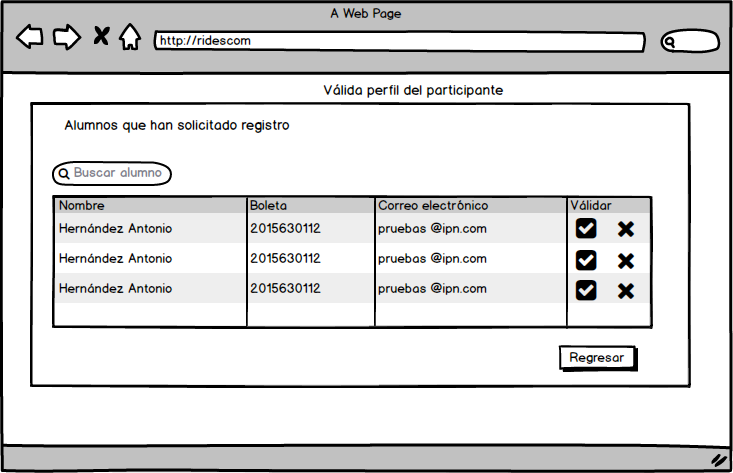 A Web Page
http://ridescom
Válida perfil del participante
Alumnos que han solicitado registro
Buscar alumno
Nombre Boleta Correo electrónico Válidar
Hernández Antonio 2015630112 pruebas @ipn.com
Hernández Antonio 2015630112 pruebas @ipn.com
Hernández Antonio 2015630112 pruebas @ipn.com
Regresar